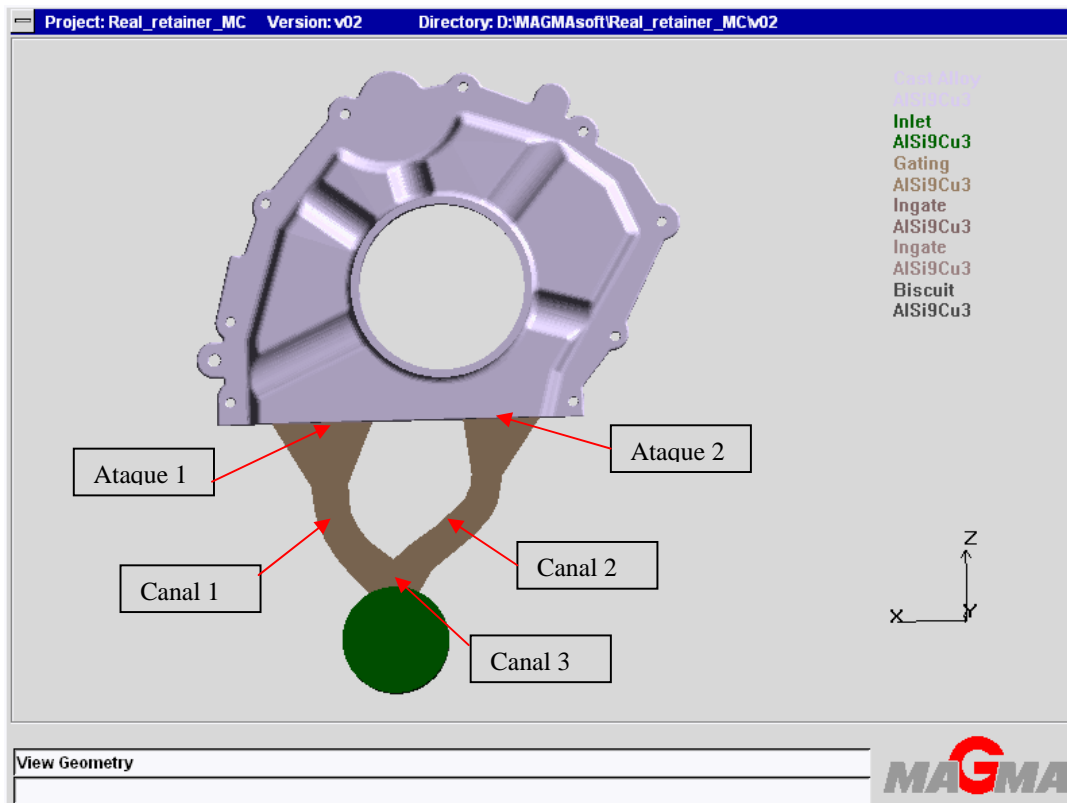 Project: Real_retainer_MC Version: v02 Directory: D:\MAGMAsoft\Real_retainer_MC\v02
Cast Alloy
AlSi9Cu3
Inlet
AlSi9Cu3
Gating
AlSi9Cu3
Ingate
AlSi9Cu3
Ingate
AlSi9Cu3
Biscuit
AlSi9Cu3
Ataque 1
Ataque 2
Canal 1
Canal 2
Canal 3
Z
X
Y
View Geometry
MAGMA